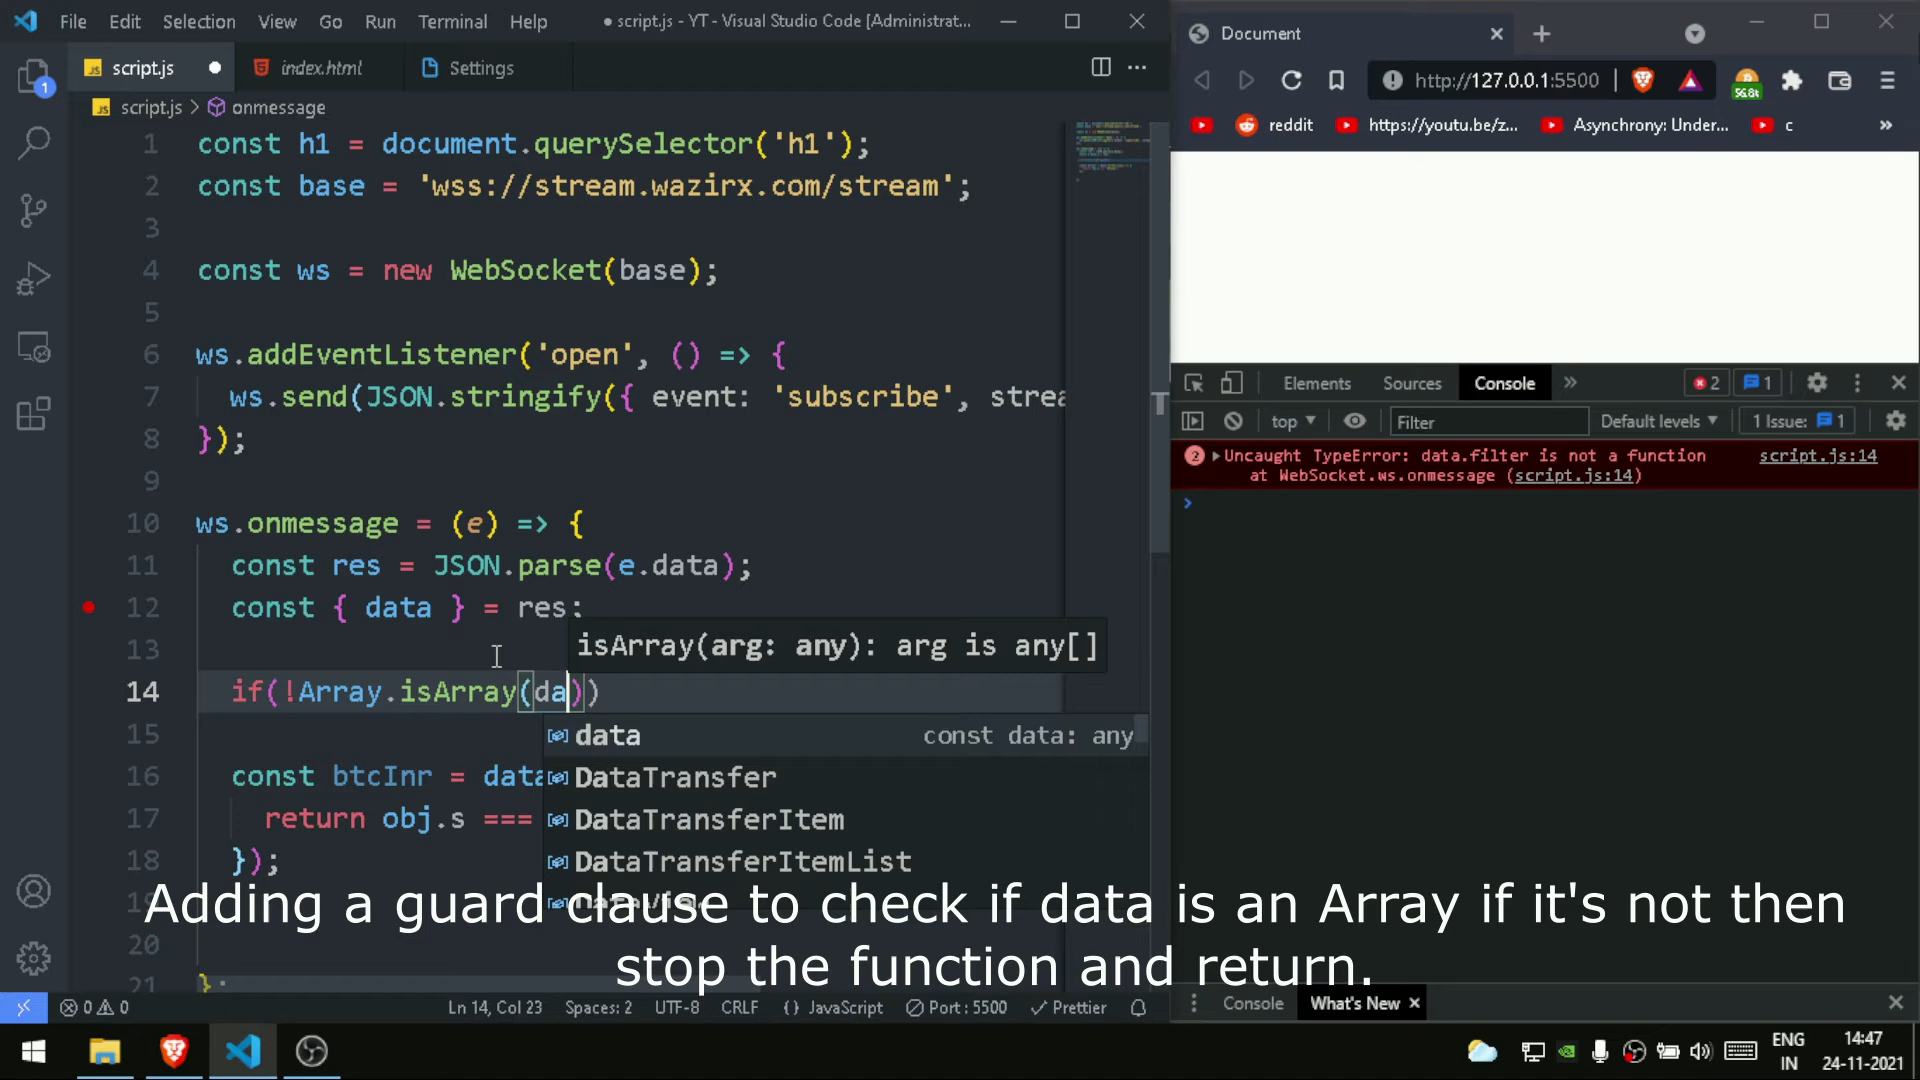 File Edit Selection View Go Run Terminal Help
● script.js - YT - Visual Studio Code [Administrat...
script.js
index.html
Settings
script.js > onmessage
1 const h1 = document.querySelector('h1');
2 const base = 'wss://stream.wazirx.com/stream';
3
4 const ws = new WebSocket(base);
5
6 ws.addEventListener('open', () => {
7 ws.send(JSON.stringify({ event: 'subscribe', strea
8 });
9
10 ws.onmessage = (e) => {
11 const res = JSON.parse(e.data);
12 const { data } = res;
13
isArray(arg: any): arg is any[]
14 if(!Array.isArray(da))
15
data const data: any
16 const btcInr = data
DataTransfer
17 return obj.s ===
DataTransferItem
18 });
DataTransferItemList
20
21 };
Adding a guard clause to check if data is an Array if it's not then
stop the function and return.
0 0
Ln 14, Col 23
Spaces: 2
UTF-8
CRLF
{} JavaScript
Port : 5500
Prettier
Document
http://127.0.0.1:5500
56.8t
reddit
https://youtu.be/z...
Asynchrony: Under...
c
»
Elements Sources Console » 2 1
top Filter Default levels 1 Issue: 1
2 Uncaught TypeError: data.filter is not a function script.js:14
at WebSocket.ws.onmessage (script.js:14)
Console What's New
ENG
IN
14:47
24-11-2021